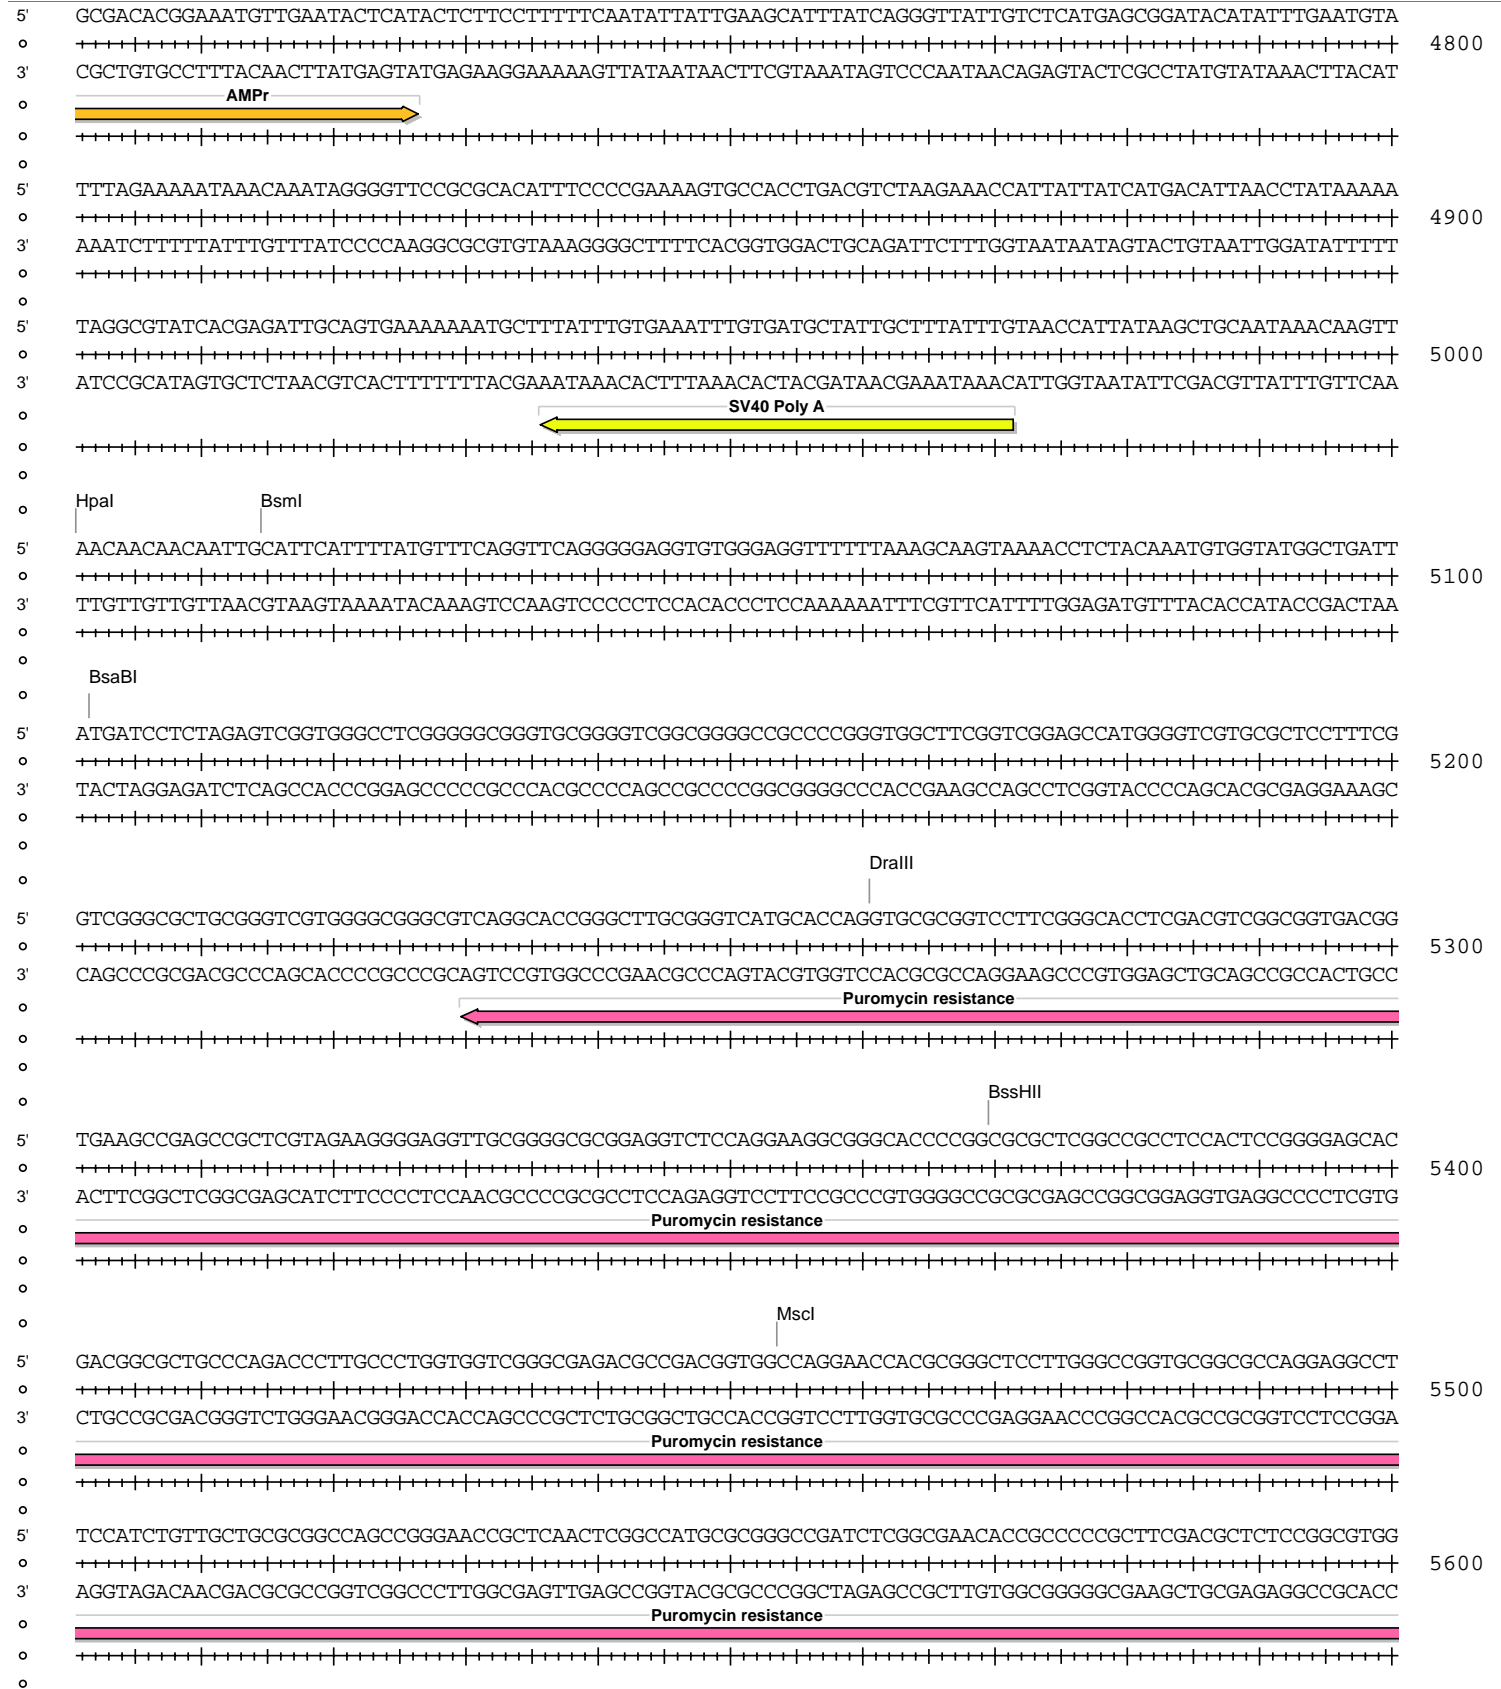 5' GCGACACGGAAATGTTGAATACTCATACTCTTCCTTTTTCAATATTATTGAAGCATTTATCAGGGTTATTGTCTCATGAGCGGATACATATTTGAATGTA
4800
3' CGCTGTGCCTTTACAACTTATGAGTATGAGAAGGAAAAAGTTATAATAACTTCGTAAATAGTCCCAATAACAGAGTACTCGCCTATGTATAAACTTACAT
AMPr
5' TTTAGAAAAATAAACAAATAGGGGTTCCGCGCACATTTCCCCGAAAAGTGCCACCTGACGTCTAAGAAACCATTATTATCATGACATTAACCTATAAAAA
4900
3' AAATCTTTTTATTTGTTTATCCCCAAGGCGCGTGTAAAGGGGCTTTTCACGGTGGACTGCAGATTCTTTGGTAATAATAGTACTGTAATTGGATATTTTT
5' TAGGCGTATCACGAGATTGCAGTGAAAAAAATGCTTTATTTGTGAAATTTGTGATGCTATTGCTTTATTTGTAACCATTATAAGCTGCAATAAACAAGTT
5000
3' ATCCGCATAGTGCTCTAACGTCACTTTTTTTACGAAATAAACACTTTAAACACTACGATAACGAAATAAACATTGGTAATATTCGACGTTATTTGTTCAA
SV40 Poly A
HpaI BsmI
5' AACAACAACAATTGCATTCATTTTATGTTTCAGGTTCAGGGGGAGGTGTGGGAGGTTTTTTAAAGCAAGTAAAACCTCTACAAATGTGGTATGGCTGATT
5100
3' TTGTTGTTGTTAACGTAAGTAAAATACAAAGTCCAAGTCCCCCTCCACACCCTCCAAAAAATTTCGTTCATTTTGGAGATGTTTACACCATACCGACTAA
BsaBI
5' ATGATCCTCTAGAGTCGGTGGGCCTCGGGGGCGGGTGCGGGGTCGGCGGGGCCGCCCCGGGTGGCTTCGGTCGGAGCCATGGGGTCGTGCGCTCCTTTCG
5200
3' TACTAGGAGATCTCAGCCACCCGGAGCCCCCGCCCACGCCCCAGCCGCCCCGGCGGGGCCCACCGAAGCCAGCCTCGGTACCCCAGCACGCGAGGAAAGC
DraIII
5' GTCGGGCGCTGCGGGTCGTGGGGCGGGCGTCAGGCACCGGGCTTGCGGGTCATGCACCAGGTGCGCGGTCCTTCGGGCACCTCGACGTCGGCGGTGACGG
5300
3' CAGCCCGCGACGCCCAGCACCCCGCCCGCAGTCCGTGGCCCGAACGCCCAGTACGTGGTCCACGCGCCAGGAAGCCCGTGGAGCTGCAGCCGCCACTGCC
Puromycin resistance
BssHII
5' TGAAGCCGAGCCGCTCGTAGAAGGGGAGGTTGCGGGGCGCGGAGGTCTCCAGGAAGGCGGGCACCCCGGCGCGCTCGGCCGCCTCCACTCCGGGGAGCAC
5400
3' ACTTCGGCTCGGCGAGCATCTTCCCCTCCAACGCCCCGCGCCTCCAGAGGTCCTTCCGCCCGTGGGGCCGCGCGAGCCGGCGGAGGTGAGGCCCCTCGTG
Puromycin resistance
MscI
5' GACGGCGCTGCCCAGACCCTTGCCCTGGTGGTCGGGCGAGACGCCGACGGTGGCCAGGAACCACGCGGGCTCCTTGGGCCGGTGCGGCGCCAGGAGGCCT
5500
3' CTGCCGCGACGGGTCTGGGAACGGGACCACCAGCCCGCTCTGCGGCTGCCACCGGTCCTTGGTGCGCCCGAGGAACCCGGCCACGCCGCGGTCCTCCGGA
Puromycin resistance
5' TCCATCTGTTGCTGCGCGGCCAGCCGGGAACCGCTCAACTCGGCCATGCGCGGGCCGATCTCGGCGAACACCGCCCCCGCTTCGACGCTCTCCGGCGTGG
5600
3' AGGTAGACAACGACGCGCCGGTCGGCCCTTGGCGAGTTGAGCCGGTACGCGCCCGGCTAGAGCCGCTTGTGGCGGGGGCGAAGCTGCGAGAGGCCGCACC
Puromycin resistance